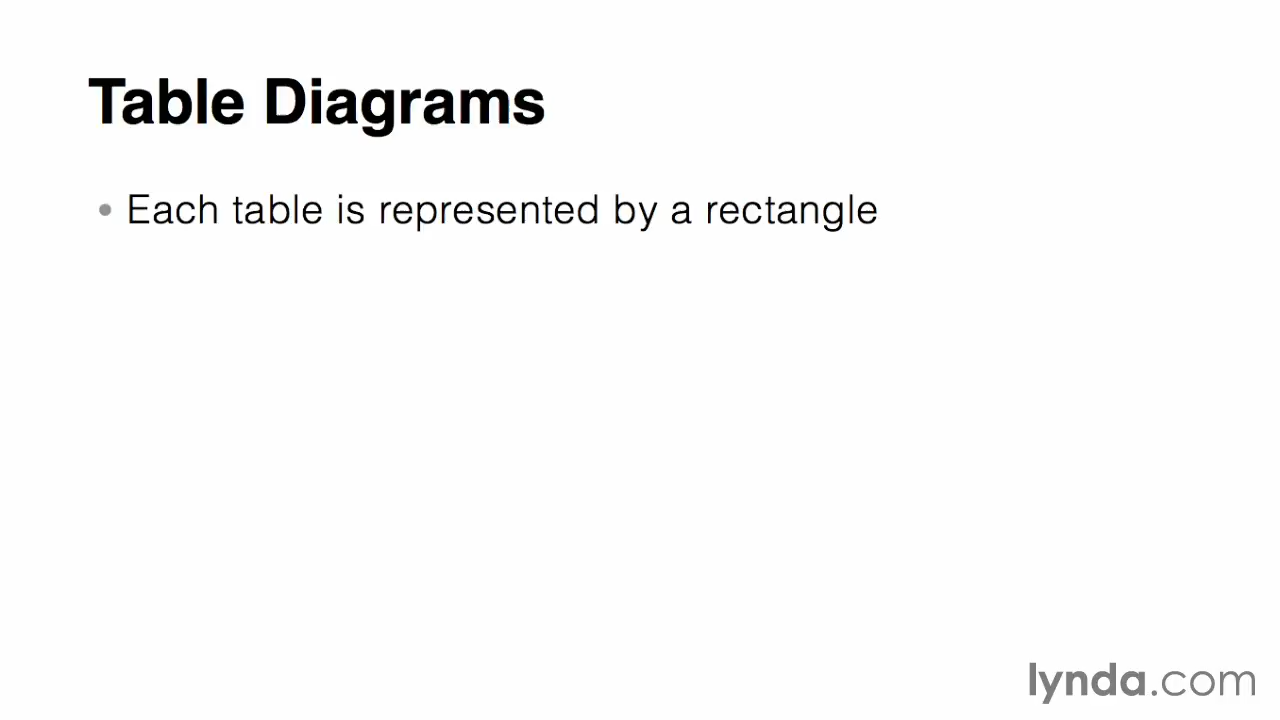 Table Diagrams
• Each table is represented by a rectangle
lynda.com